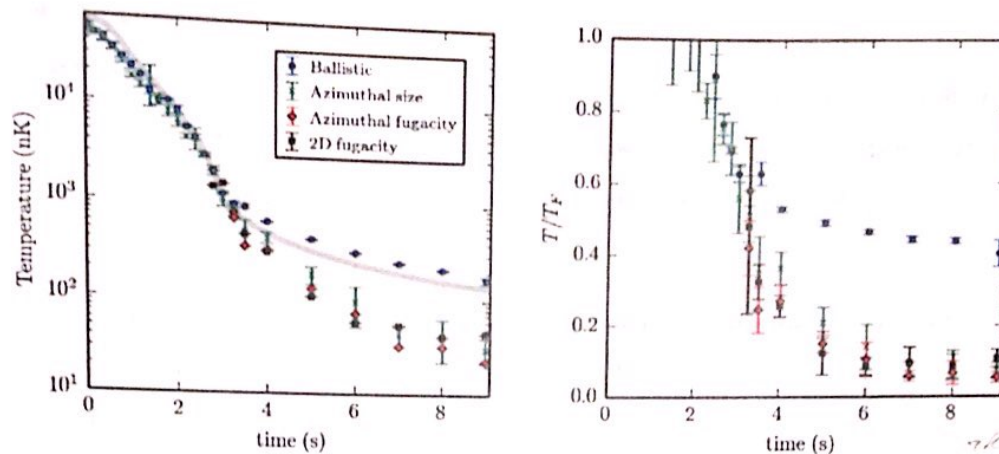 10⁴
10³
10²
10¹
Temperature (nK)
Ballistic
Azimuthal size
Azimuthal fugacity
2D fugacity
0 2 4 6 8
time (s)
1.0
0.8
0.6
0.4
0.2
0.0
T/T_F
0 2 4 6 8
time (s)